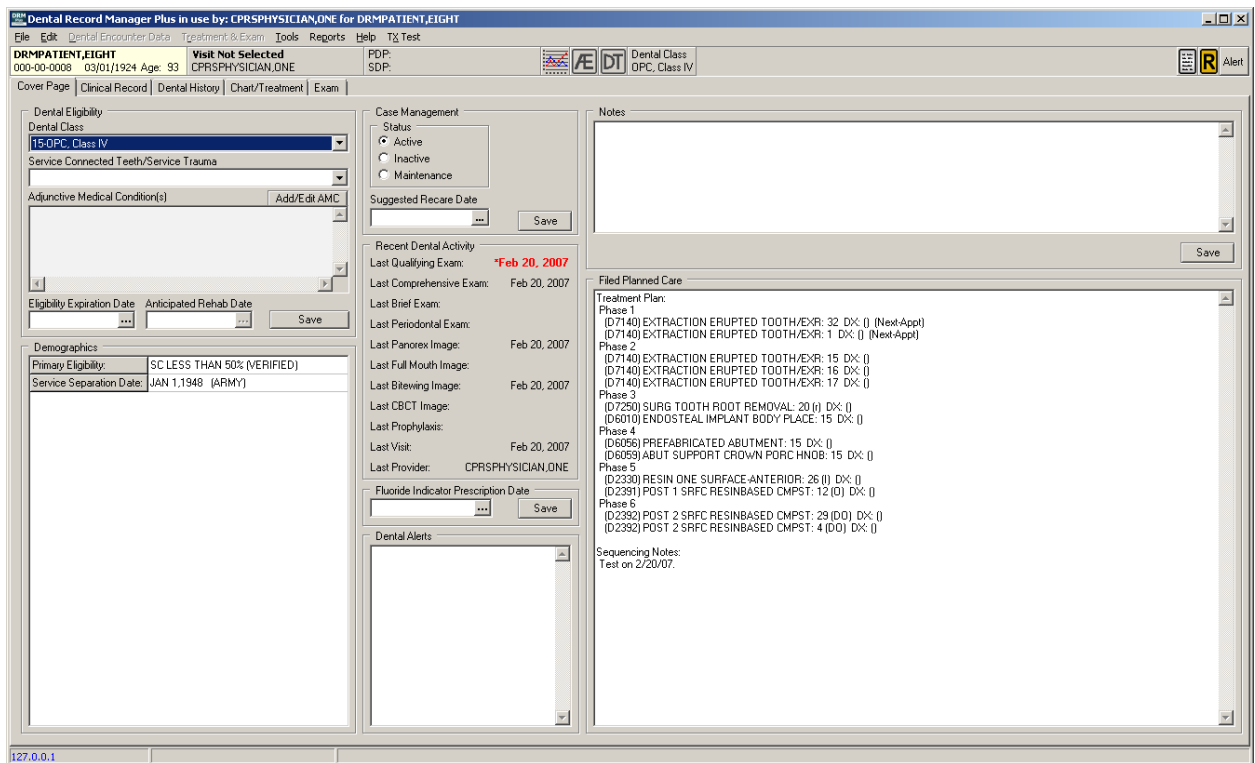 Dental Record Manager Plus in use by: CPRSPHYSICIAN,ONE for DRMPATIENT,EIGHT
File Edit Dental Encounter Data Treatment & Exam Tools Reports Help TX Test
DRMPATIENT,EIGHT
000-00-0008 03/01/1924 Age: 93
Visit Not Selected
CPRSPHYSICIAN,ONE
PDP:
SDP:
Æ DT
Dental Class
OPC, Class IV
R Alert
Cover Page Clinical Record Dental History Chart/Treatment Exam
Dental Eligibility
Dental Class
15-OPC, Class IV
Service Connected Teeth/Service Trauma
Adjunctive Medical Condition(s) Add/Edit AMC
Eligibility Expiration Date Anticipated Rehab Date
... ... Save
Demographics
Primary Eligibility: SC LESS THAN 50% (VERIFIED)
Service Separation Date: JAN 1,1948 (ARMY)
Case Management
Status
Active
Inactive
Maintenance
Suggested Recare Date
... Save
Recent Dental Activity
Last Qualifying Exam: *Feb 20, 2007
Last Comprehensive Exam: Feb 20, 2007
Last Brief Exam:
Last Periodontal Exam:
Last Panorex Image: Feb 20, 2007
Last Full Mouth Image:
Last Bitewing Image: Feb 20, 2007
Last CBCT Image:
Last Prophylaxis:
Last Visit: Feb 20, 2007
Last Provider: CPRSPHYSICIAN,ONE
Fluoride Indicator Prescription Date
... Save
Dental Alerts
Notes
Save
Filed Planned Care
Treatment Plan:
Phase 1
(D7140) EXTRACTION ERUPTED TOOTH/EXR: 32 DX: () (Next-Appt)
(D7140) EXTRACTION ERUPTED TOOTH/EXR: 1 DX: () (Next-Appt)
Phase 2
(D7140) EXTRACTION ERUPTED TOOTH/EXR: 15 DX: ()
(D7140) EXTRACTION ERUPTED TOOTH/EXR: 16 DX: ()
(D7140) EXTRACTION ERUPTED TOOTH/EXR: 17 DX: ()
Phase 3
(D7250) SURG TOOTH ROOT REMOVAL: 20 (r) DX: ()
(D6010) ENDOSTEAL IMPLANT BODY PLACE: 15 DX: ()
Phase 4
(D6056) PREFABRICATED ABUTMENT: 15 DX: ()
(D6059) ABUT SUPPORT CROWN PORC HNOB: 15 DX: ()
Phase 5
(D2330) RESIN ONE SURFACE-ANTERIOR: 26 (I) DX: ()
(D2391) POST 1 SRFC RESINBASED CMPST: 12 (O) DX: ()
Phase 6
(D2392) POST 2 SRFC RESINBASED CMPST: 29 (DO) DX: ()
(D2392) POST 2 SRFC RESINBASED CMPST: 4 (DO) DX: ()
Sequencing Notes:
Test on 2/20/07.
127.0.0.1